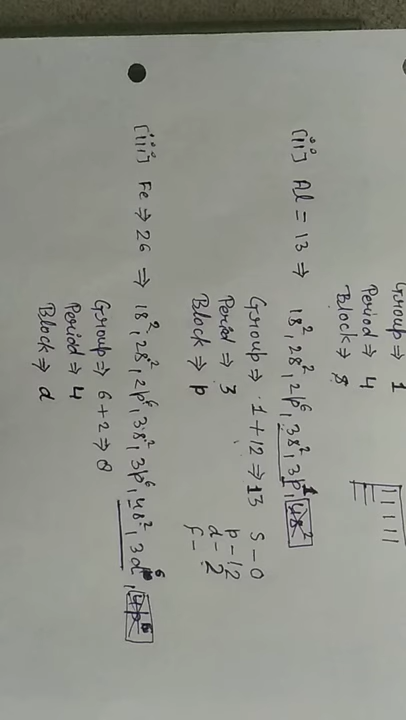 Group ⇒ 1
Period ⇒ 4
Block ⇒ s
(ii) Al = 13 ⇒ 1s², 2s², 2p⁶, 3s², 3p¹, 4s²
Group ⇒ 1 + 12 ⇒ 13
Period ⇒ 3
Block ⇒ p
S - 0
p - 12
d - 2
f -
(iii) Fe ⇒ 26 ⇒ 1s², 2s², 2p⁶, 3s², 3p⁶, 4s², 3d⁶, 4p
Group ⇒ 6 + 2 ⇒ 8
Period ⇒ 4
Block ⇒ d